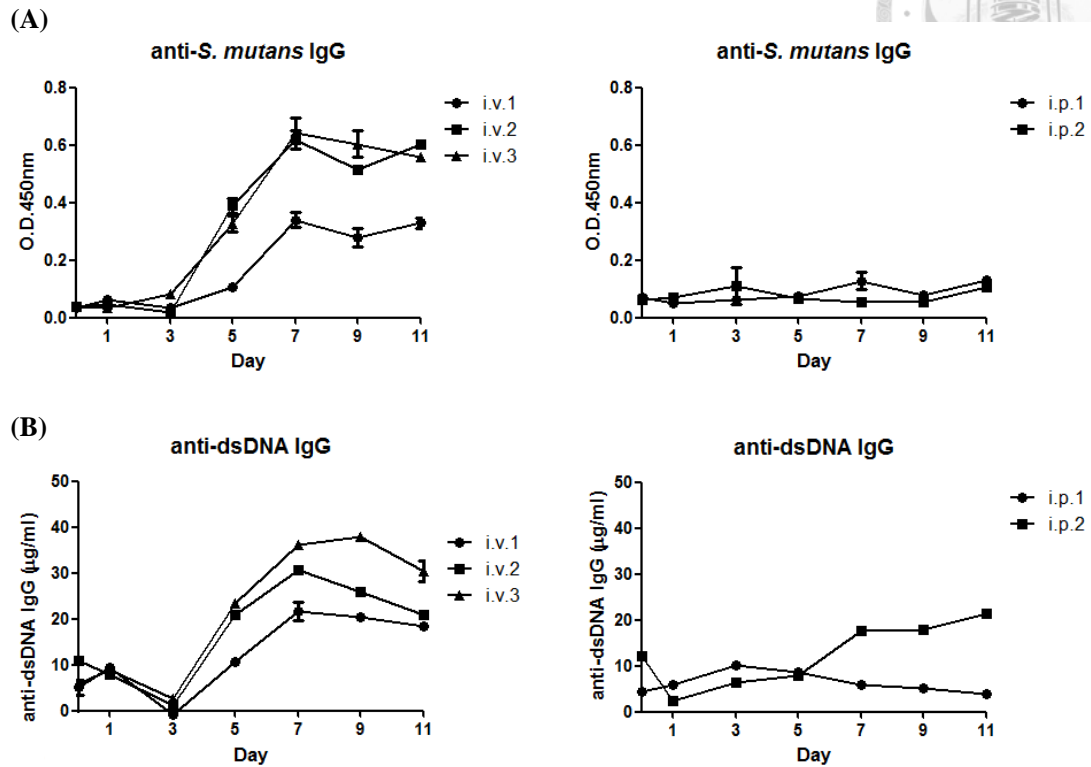 (A)
anti-S. mutans IgG
O.D.450nm
0.8
0.6
0.4
0.2
0.0
1 3 5 7 9 11
Day
i.v.1
i.v.2
i.v.3
anti-S. mutans IgG
O.D.450nm
0.8
0.6
0.4
0.2
0.0
1 3 5 7 9 11
Day
i.p.1
i.p.2
(B)
anti-dsDNA IgG
anti-dsDNA IgG (µg/ml)
50
40
30
20
10
0
1 3 5 7 9 11
Day
i.v.1
i.v.2
i.v.3
anti-dsDNA IgG
anti-dsDNA IgG (µg/ml)
50
40
30
20
10
0
1 3 5 7 9 11
Day
i.p.1
i.p.2